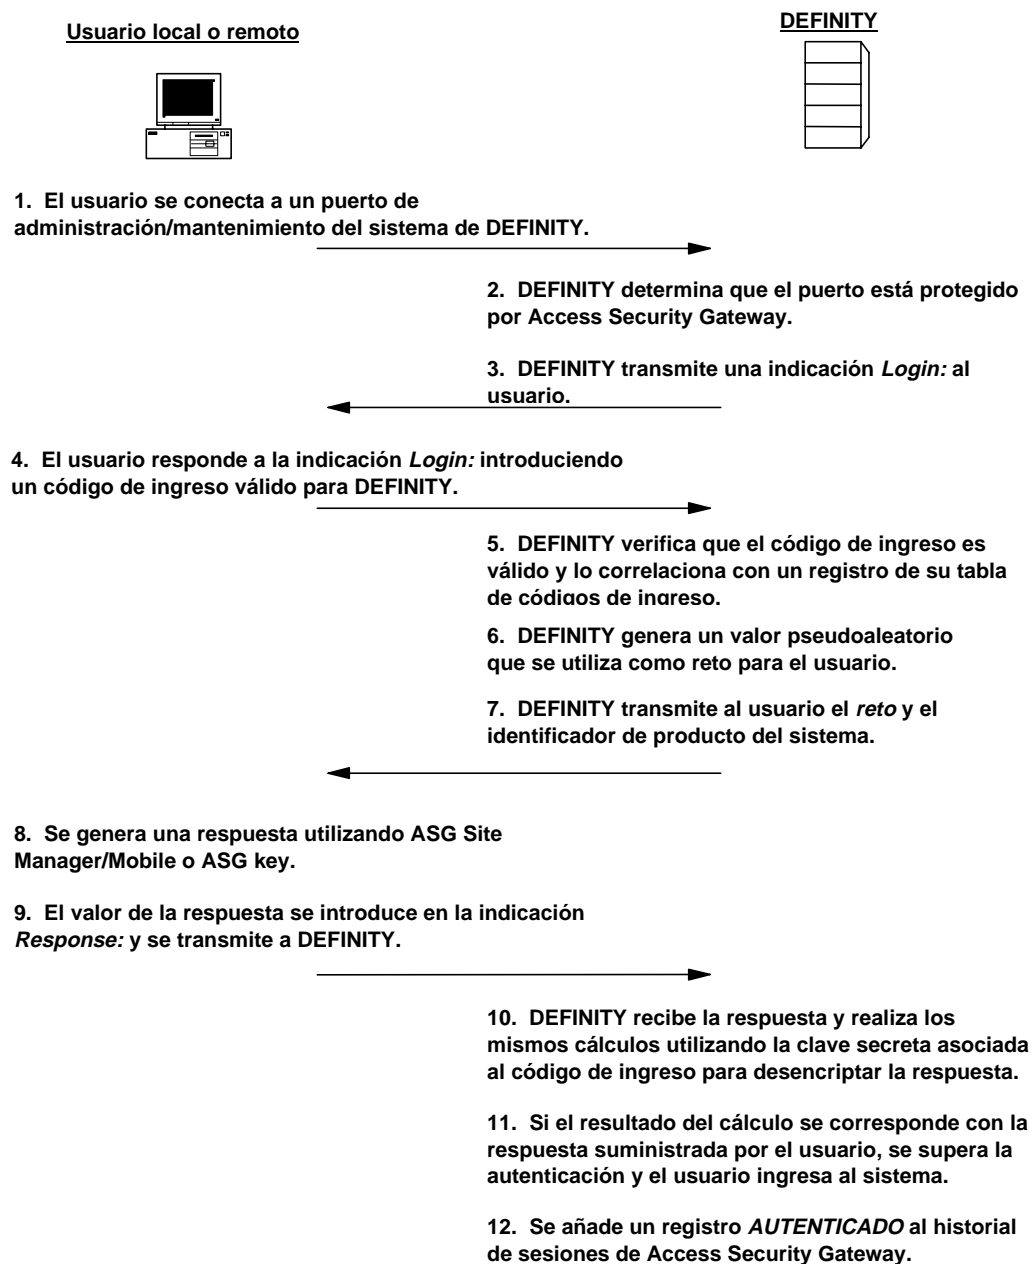 Usuario local o remoto
DEFINITY
1. El usuario se conecta a un puerto de
administración/mantenimiento del sistema de DEFINITY.
2. DEFINITY determina que el puerto está protegido
por Access Security Gateway.
3. DEFINITY transmite una indicación Login: al
usuario.
4. El usuario responde a la indicación Login: introduciendo
un código de ingreso válido para DEFINITY.
5. DEFINITY verifica que el código de ingreso es
válido y lo correlaciona con un registro de su tabla
de códigos de ingreso.
6. DEFINITY genera un valor pseudoaleatorio
que se utiliza como reto para el usuario.
7. DEFINITY transmite al usuario el reto y el
identificador de producto del sistema.
8. Se genera una respuesta utilizando ASG Site
Manager/Mobile o ASG key.
9. El valor de la respuesta se introduce en la indicación
Response: y se transmite a DEFINITY.
10. DEFINITY recibe la respuesta y realiza los
mismos cálculos utilizando la clave secreta asociada
al código de ingreso para desencriptar la respuesta.
11. Si el resultado del cálculo se corresponde con la
respuesta suministrada por el usuario, se supera la
autenticación y el usuario ingresa al sistema.
12. Se añade un registro AUTENTICADO al historial
de sesiones de Access Security Gateway.